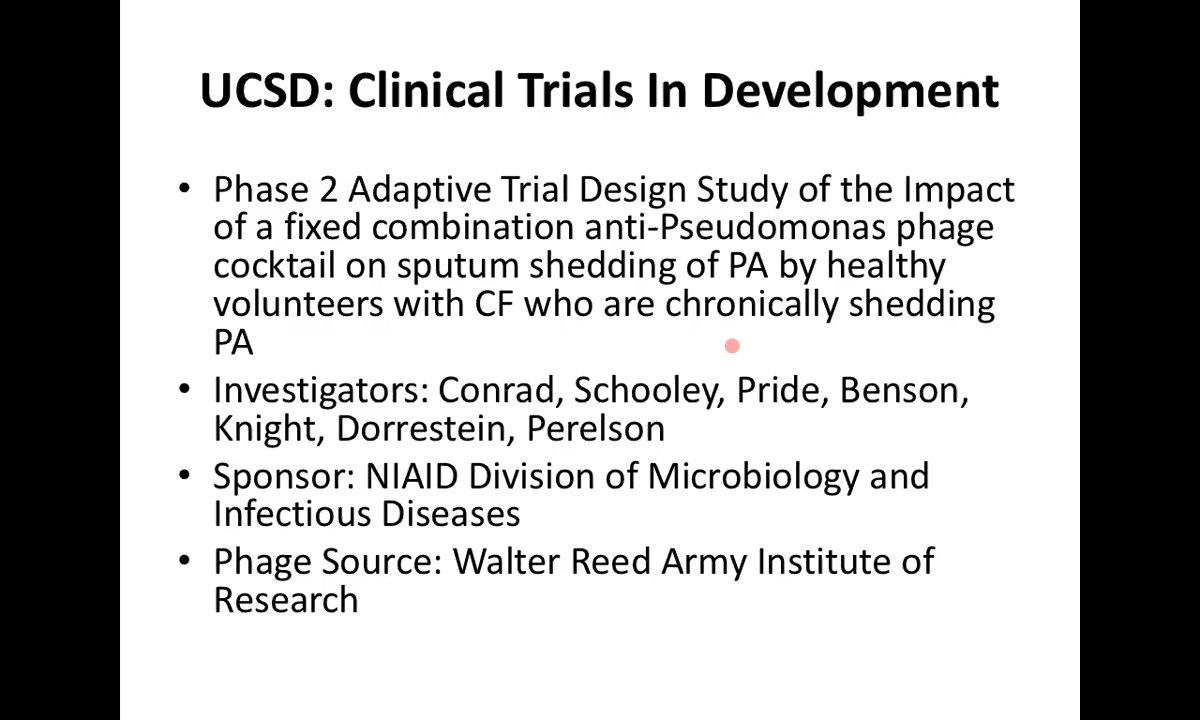 UCSD: Clinical Trials In Development
• Phase 2 Adaptive Trial Design Study of the Impact
of a fixed combination anti-Pseudomonas phage
cocktail on sputum shedding of PA by healthy
volunteers with CF who are chronically shedding
PA
• Investigators: Conrad, Schooley, Pride, Benson,
Knight, Dorrestein, Perelson
• Sponsor: NIAID Division of Microbiology and
Infectious Diseases
• Phage Source: Walter Reed Army Institute of
Research